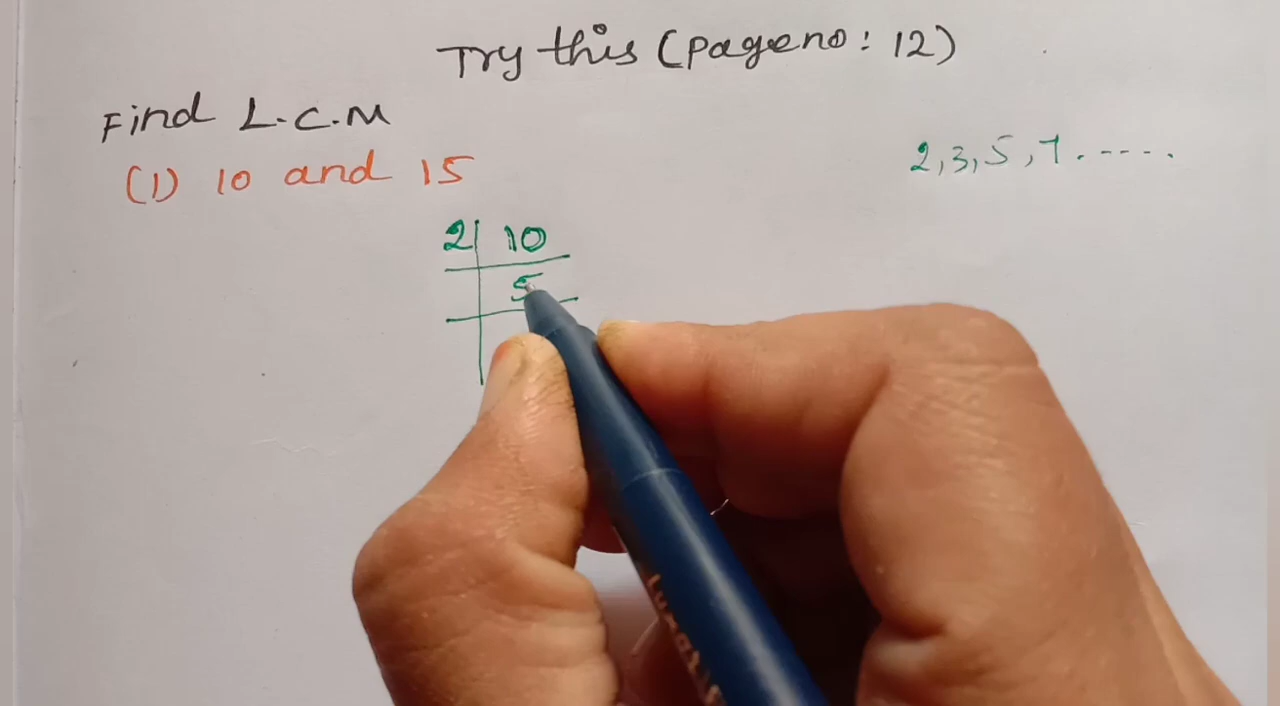 Try this (page no: 12)
Find L.C.M
(1) 10 and 15
2,3,5,7.----.
2 10
5